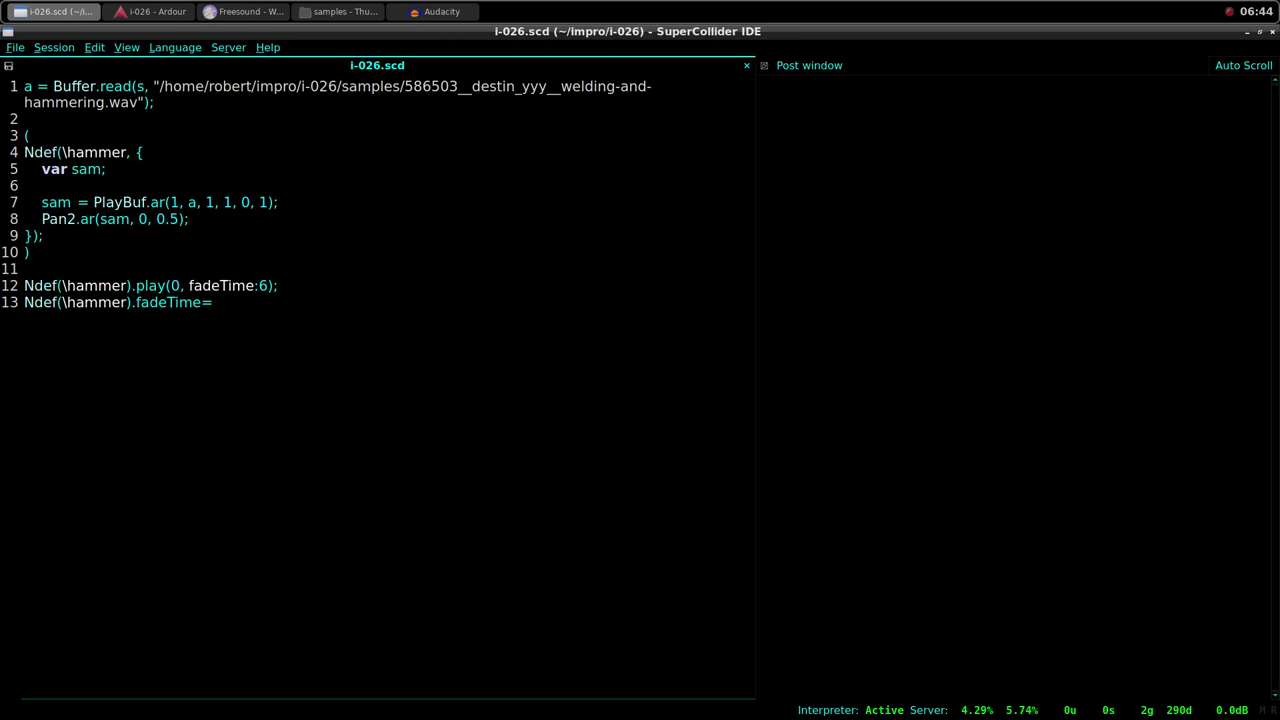 i-026.scd (~/i...
i-026 - Ardour
Freesound - W...
samples - Thu...
Audacity
06:44
i-026.scd (~/impro/i-026) - SuperCollider IDE
File Session Edit View Language Server Help
i-026.scd
Post window
Auto Scroll
1 a = Buffer.read(s, "/home/robert/impro/i-026/samples/586503__destin_yyy__welding-and-
hammering.wav");
2
3 (
4 Ndef(\hammer, {
5 var sam;
6
7 sam = PlayBuf.ar(1, a, 1, 1, 0, 1);
8 Pan2.ar(sam, 0, 0.5);
9 });
10 )
11
12 Ndef(\hammer).play(0, fadeTime:6);
13 Ndef(\hammer).fadeTime=
Interpreter: Active Server: 4.29% 5.74% 0u 0s 2g 290d 0.0dB M R